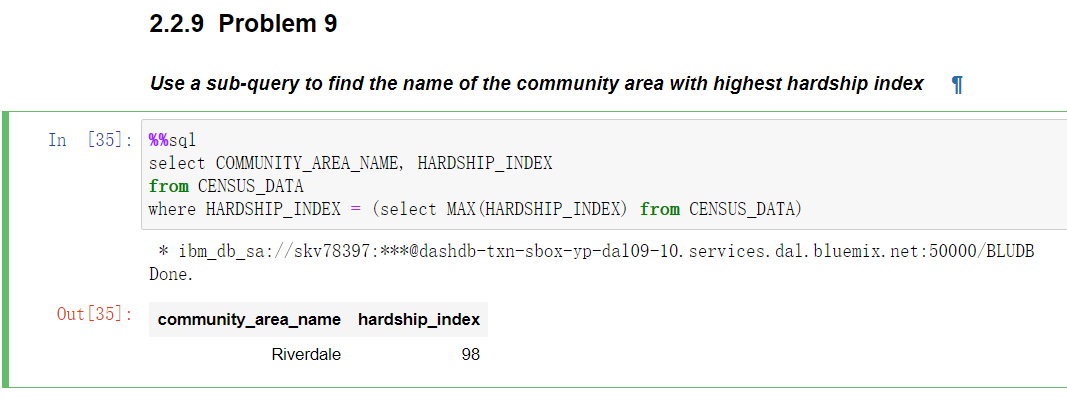 2.2.9 Problem 9
Use a sub-query to find the name of the community area with highest hardship index ¶
In [35]: %%sql
select COMMUNITY_AREA_NAME, HARDSHIP_INDEX
from CENSUS_DATA
where HARDSHIP_INDEX = (select MAX(HARDSHIP_INDEX) from CENSUS_DATA)
* ibm_db_sa://skv78397:***@dashdb-txn-sbox-yp-dal09-10.services.dal.bluemix.net:50000/BLUDB
Done.
Out[35]: community_area_name hardship_index
Riverdale 98